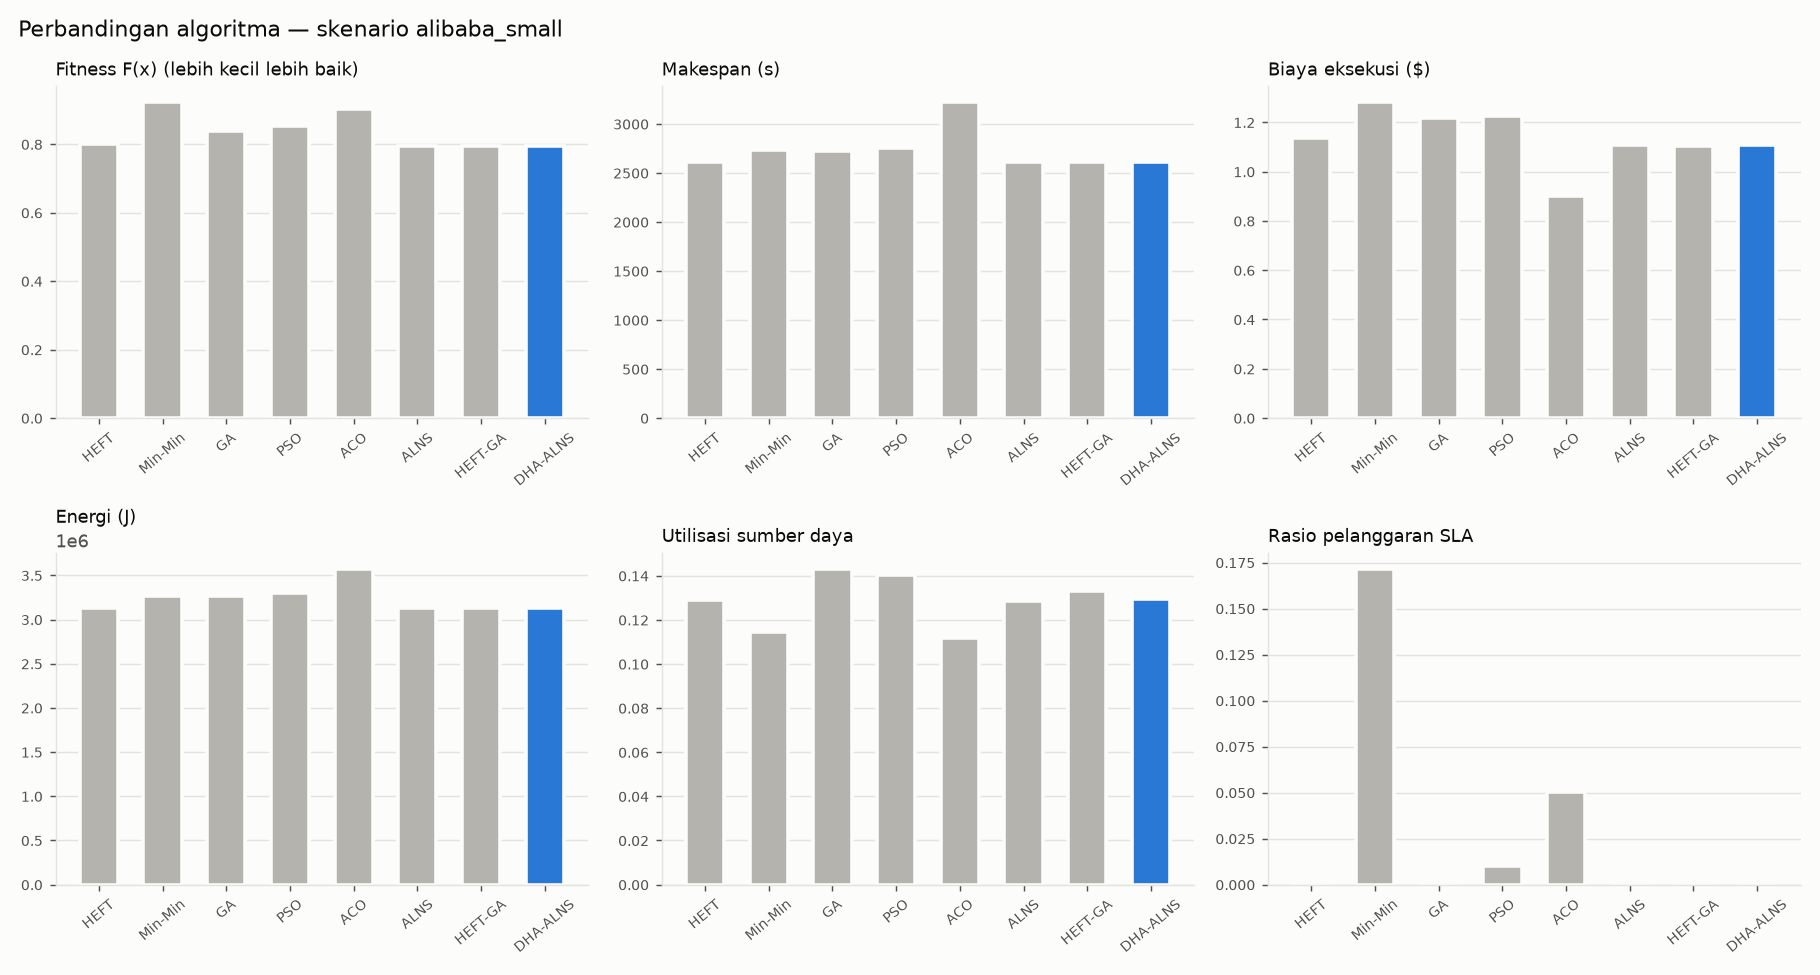 Perbandingan algoritma — skenario alibaba_small
Fitness F(x) (lebih kecil lebih baik)
0.8
0.6
0.4
0.2
0.0
HEFT
Min-Min
GA
PSO
ACO
ALNS
HEFT-GA
DHA-ALNS
Makespan (s)
3000
2500
2000
1500
1000
500
0
HEFT
Min-Min
GA
PSO
ACO
ALNS
HEFT-GA
DHA-ALNS
Biaya eksekusi ($)
1.2
1.0
0.8
0.6
0.4
0.2
0.0
HEFT
Min-Min
GA
PSO
ACO
ALNS
HEFT-GA
DHA-ALNS
Energi (J)
1e6
3.5
3.0
2.5
2.0
1.5
1.0
0.5
0.0
HEFT
Min-Min
GA
PSO
ACO
ALNS
HEFT-GA
DHA-ALNS
Utilisasi sumber daya
0.14
0.12
0.10
0.08
0.06
0.04
0.02
0.00
HEFT
Min-Min
GA
PSO
ACO
ALNS
HEFT-GA
DHA-ALNS
Rasio pelanggaran SLA
0.175
0.150
0.125
0.100
0.075
0.050
0.025
0.000
HEFT
Min-Min
GA
PSO
ACO
ALNS
HEFT-GA
DHA-ALNS